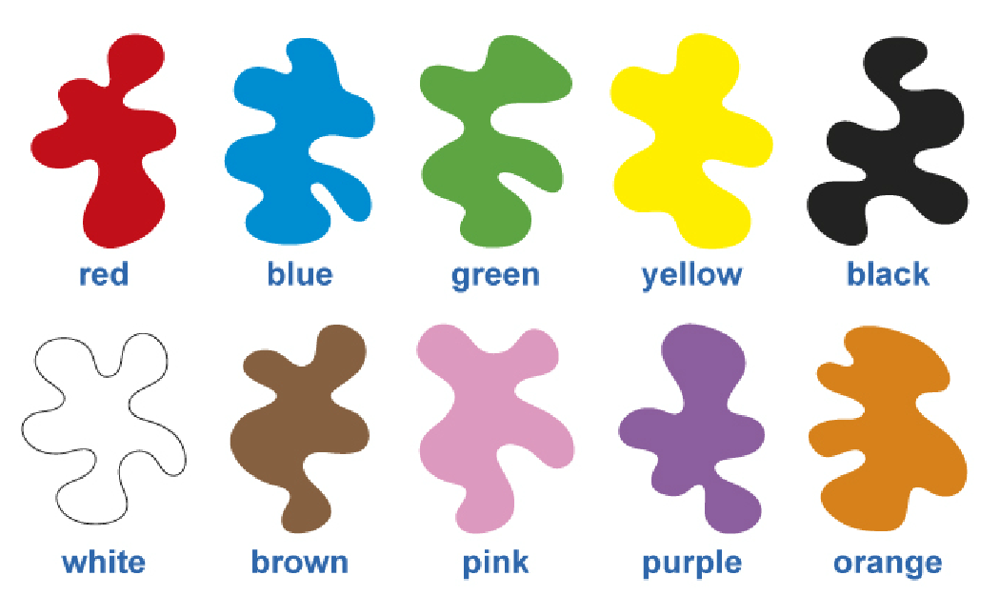 red blue green yellow black
white brown pink purple orange